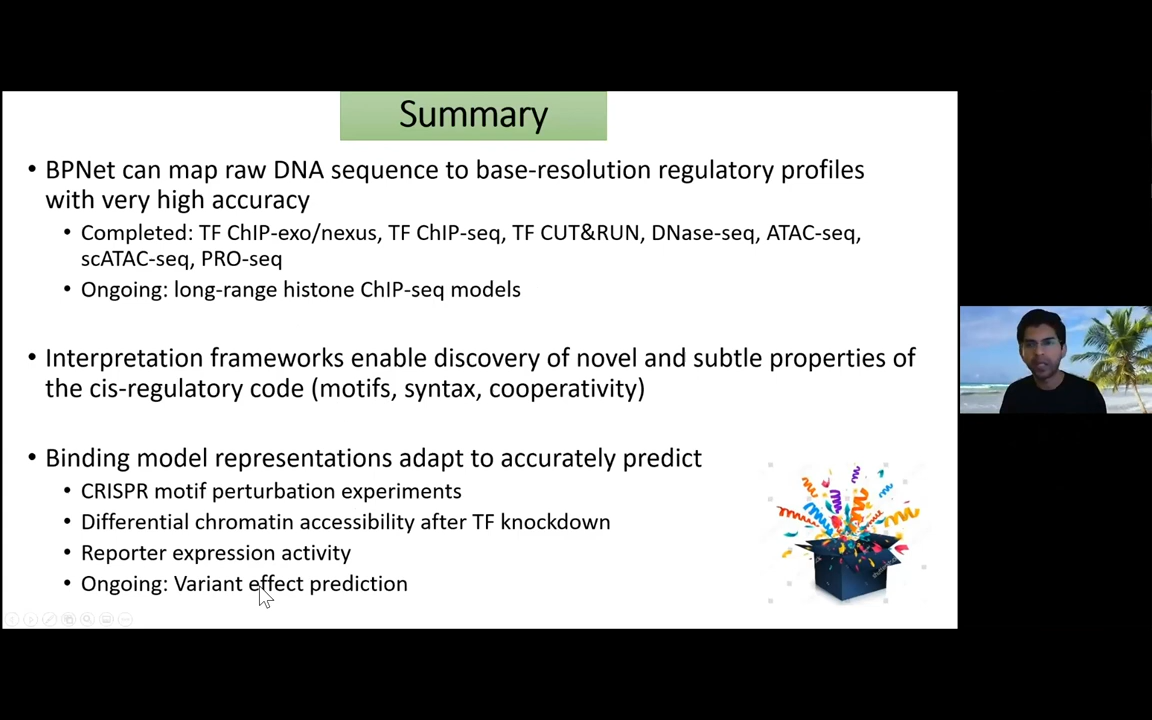 Summary
• BPNet can map raw DNA sequence to base-resolution regulatory profiles
with very high accuracy
• Completed: TF ChIP-exo/nexus, TF ChIP-seq, TF CUT&RUN, DNase-seq, ATAC-seq,
scATAC-seq, PRO-seq
• Ongoing: long-range histone ChIP-seq models
• Interpretation frameworks enable discovery of novel and subtle properties of
the cis-regulatory code (motifs, syntax, cooperativity)
• Binding model representations adapt to accurately predict
• CRISPR motif perturbation experiments
• Differential chromatin accessibility after TF knockdown
• Reporter expression activity
• Ongoing: Variant effect prediction